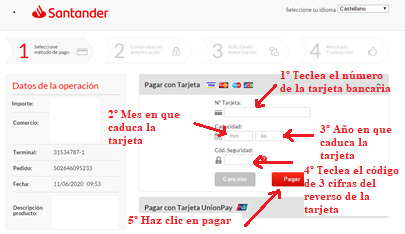 Santander
Seleccione su idioma Castellano
1 Seleccione método de pago
2 Comprobación autenticación
3 Solicitando Autorización
4 Resultado Transacción
Datos de la operación
Importe:
Comercio:
Terminal: 31534787-1
Pedido: 502646095233
Fecha: 11/06/2020 09:53
Descripción producto:
Pagar con Tarjeta
Nº Tarjeta:
Caducidad:
mm aa
Cód. Seguridad:
Cancelar Pagar
Pagar con Tarjeta UnionPay
1º Teclea el número de la tarjeta bancaria
2º Mes en que caduca la tarjeta
3º Año en que caduca la tarjeta
4º Teclea el código de 3 cifras del reverso de la tarjeta
5º Haz clic en pagar